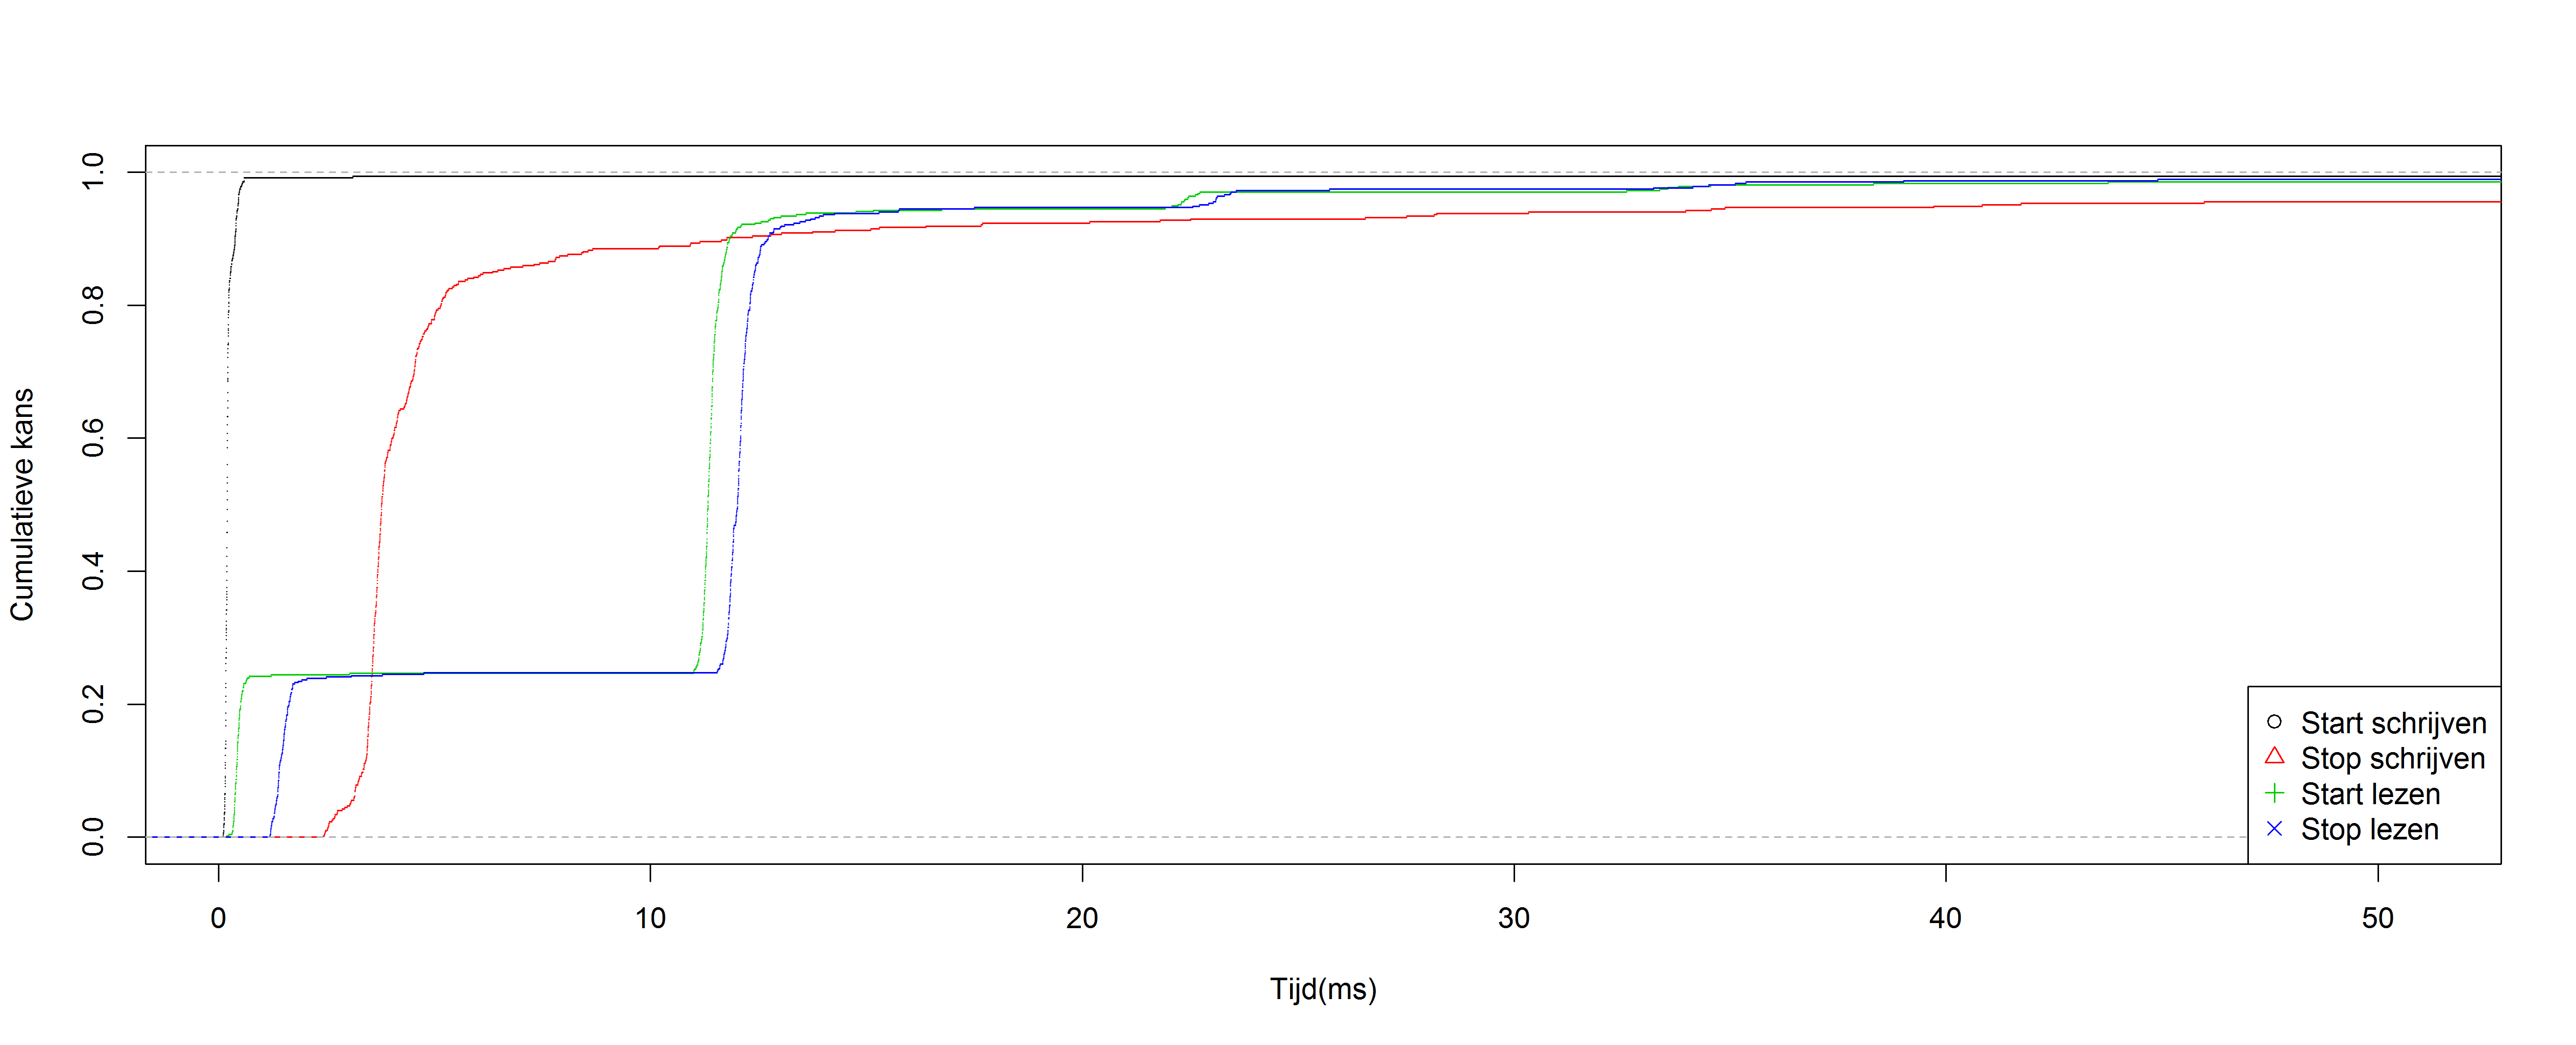 Cumulatieve kans
1.0
0.8
0.6
0.4
0.2
0.0
Start schrijven
Stop schrijven
Start lezen
Stop lezen
0 10 20 30 40 50
Tijd(ms)